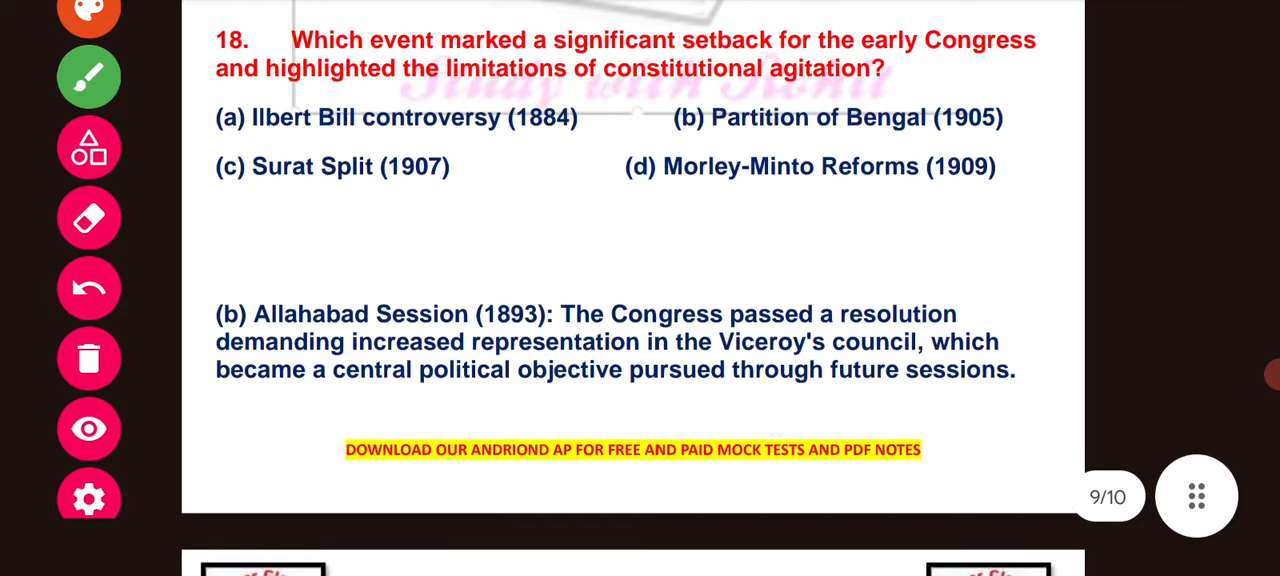 18. Which event marked a significant setback for the early Congress
and highlighted the limitations of constitutional agitation?
Study with
(a) Ilbert Bill controversy (1884) (b) Partition of Bengal (1905)
(c) Surat Split (1907) (d) Morley-Minto Reforms (1909)
(b) Allahabad Session (1893): The Congress passed a resolution
demanding increased representation in the Viceroy's council, which
became a central political objective pursued through future sessions.
DOWNLOAD OUR ANDRIOND AP FOR FREE AND PAID MOCK TESTS AND PDF NOTES
9/10